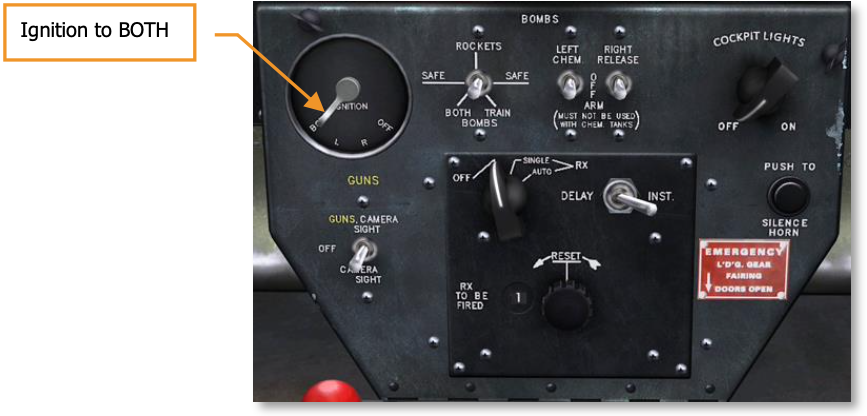 Ignition to BOTH
BOMBS
ROCKETS
SAFE
SAFE
BOTH TRAIN
BOMBS
LEFT
CHEM.
RIGHT
RELEASE
OFF
ARM
(MUST NOT BE USED
WITH CHEM. TANKS)
COCKPIT LIGHTS
OFF
ON
IGNITION
L
R
OFF
GUNS
GUNS, CAMERA
SIGHT
OFF
CAMERA
SIGHT
OFF
SINGLE
AUTO
RX
DELAY
INST.
RESET
RX
TO BE
FIRED
1
PUSH TO
SILENCE
HORN
EMERGENCY
L'D'G. GEAR
FAIRING
DOORS OPEN